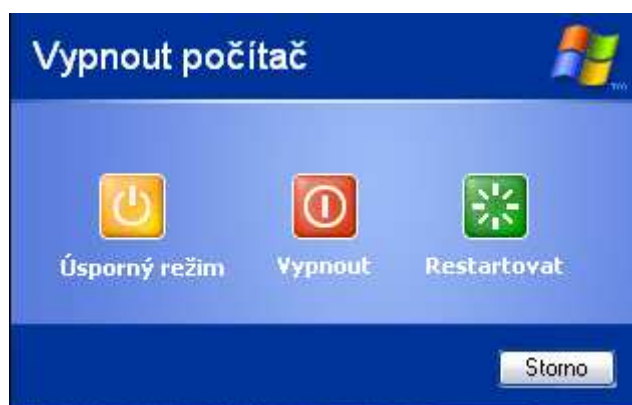 Vypnout počítač
Úsporný režim
Vypnout
Restartovat
Storno